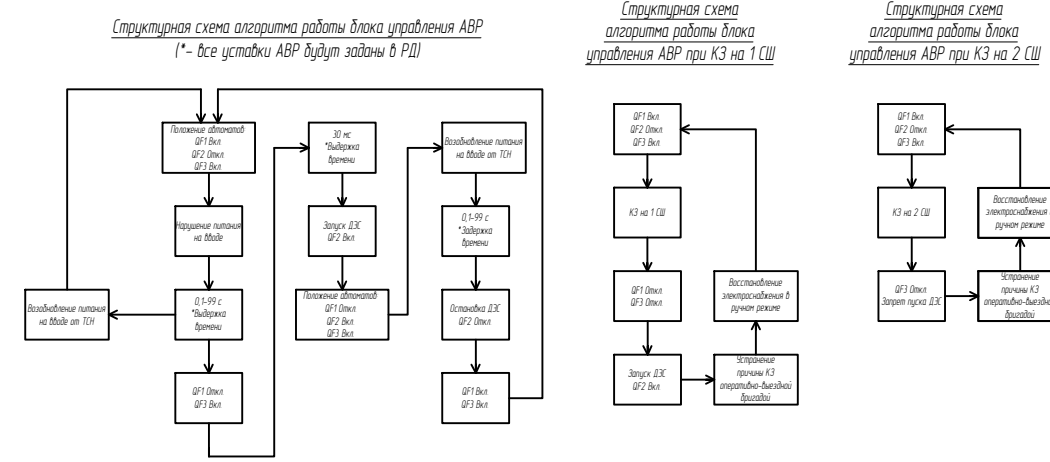 Структурная схема алгоритма работы блока управления АВР
(*- все уставки АВР будут заданы в РД)
Положение автоматов
QF1 Вкл
QF2 Откл
QF3 Вкл
Нарушение питания
на вводе
0,1-99 с
*Выдержка
времени
Возобновление питания
на вводе от ТСН
QF1 Откл
QF3 Вкл
30 мс
*Выдержка
времени
Запуск ДЭС
QF2 Вкл
Положение автоматов
QF1 Откл
QF2 Вкл
QF3 Вкл
Возобновление питания
на вводе от ТСН
0,1-99 с
*Задержка
времени
Остановка ДЭС
QF2 Откл
QF1 Вкл
QF3 Вкл
Структурная схема
алгоритма работы блока
управления АВР при КЗ на 1 СШ
QF1 Вкл
QF2 Откл
QF3 Вкл
КЗ на 1 СШ
QF1 Откл
QF3 Откл
Запуск ДЭС
QF2 Вкл
Устранение
причины КЗ
оперативно-выездной
бригадой
Восстановление
электроснабжения в
ручном режиме
Структурная схема
алгоритма работы блока
управления АВР при КЗ на 2 СШ
QF1 Вкл
QF2 Откл
QF3 Вкл
КЗ на 2 СШ
QF3 Откл
Запрет пуска ДЭС
Устранение
причины КЗ
оперативно-выездной
бригадой
Восстановление
электроснабжения
ручном режиме